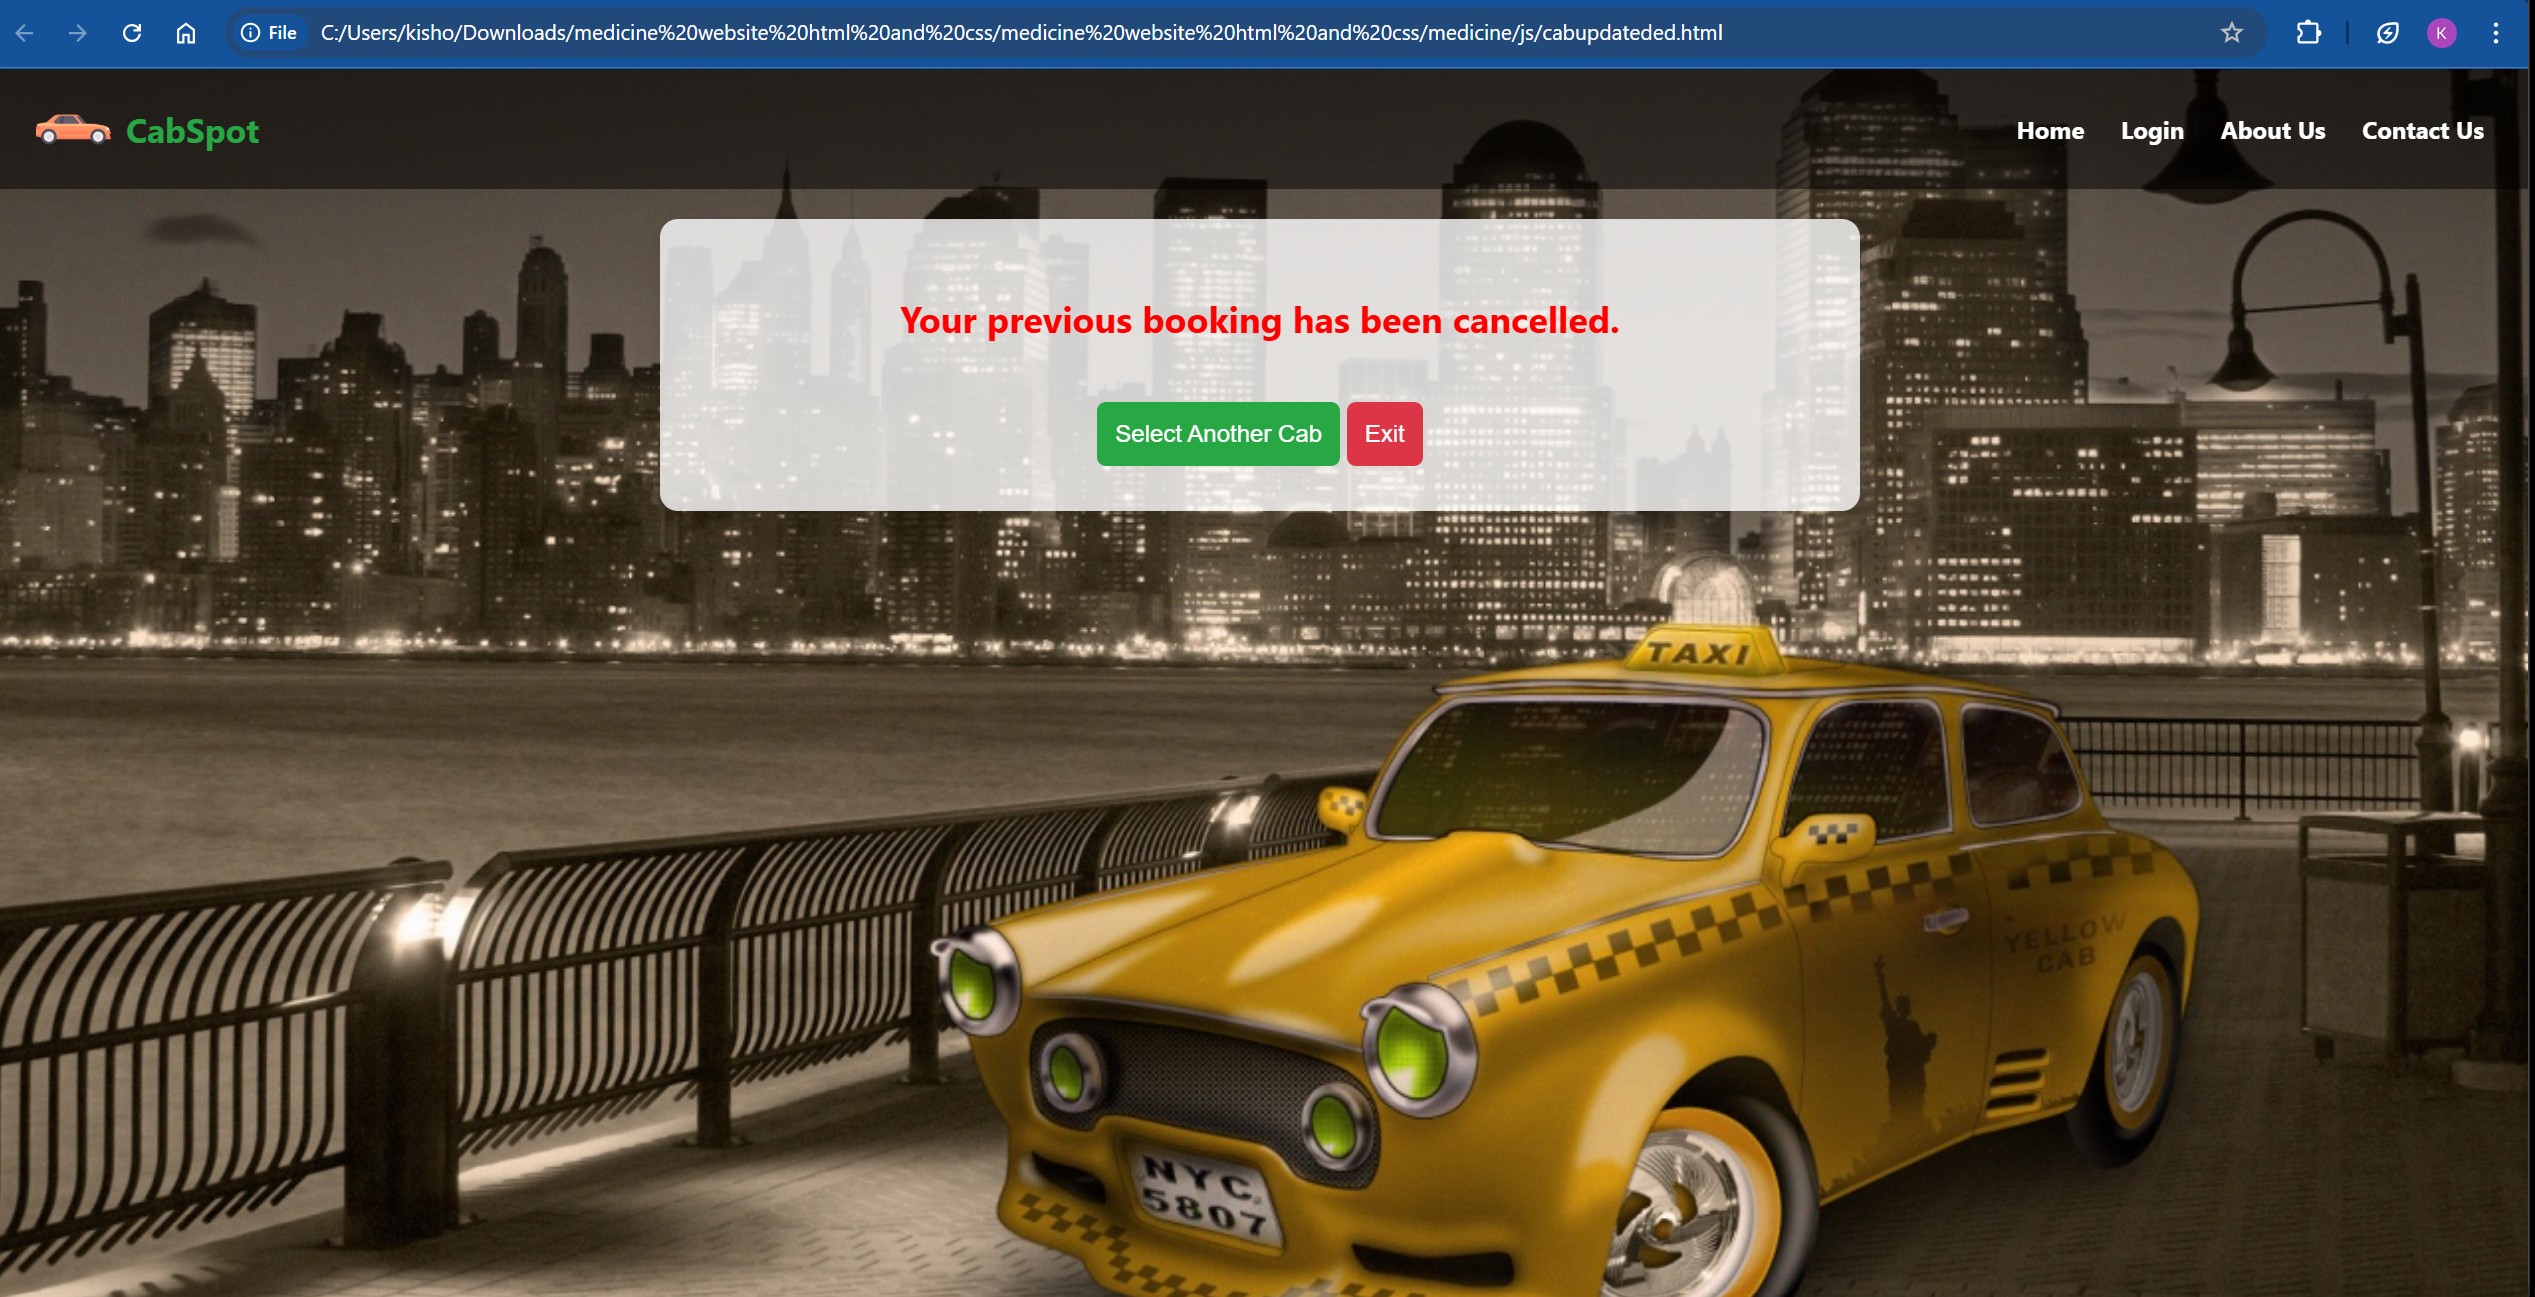 File C:/Users/kisho/Downloads/medicine%20website%20html%20and%20css/medicine%20website%20html%20and%20css/medicine/js/cabupdateded.html
K
CabSpot
Home Login About Us Contact Us
Your previous booking has been cancelled.
Select Another Cab Exit
TAXI
YELLOW
CAB
NYC
5807